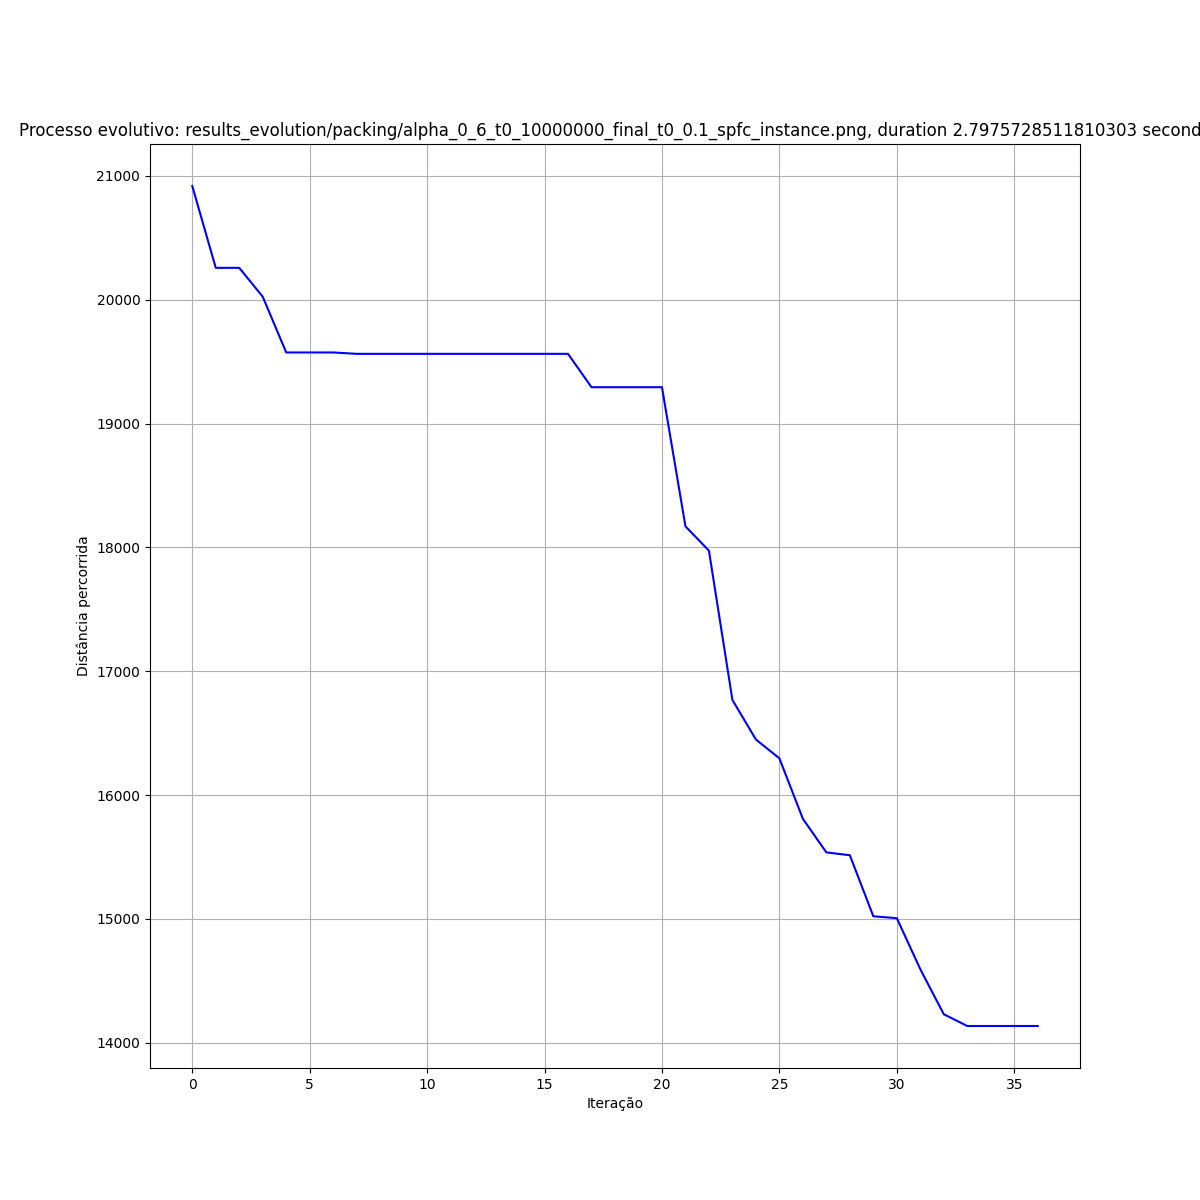 Processo evolutivo: results_evolution/packing/alpha_0_6_t0_10000000_final_t0_0.1_spfc_instance.png, duration 2.7975728511810303 second
21000
20000
19000
18000
17000
16000
15000
14000
Distância percorrida
0 5 10 15 20 25 30 35
Iteração